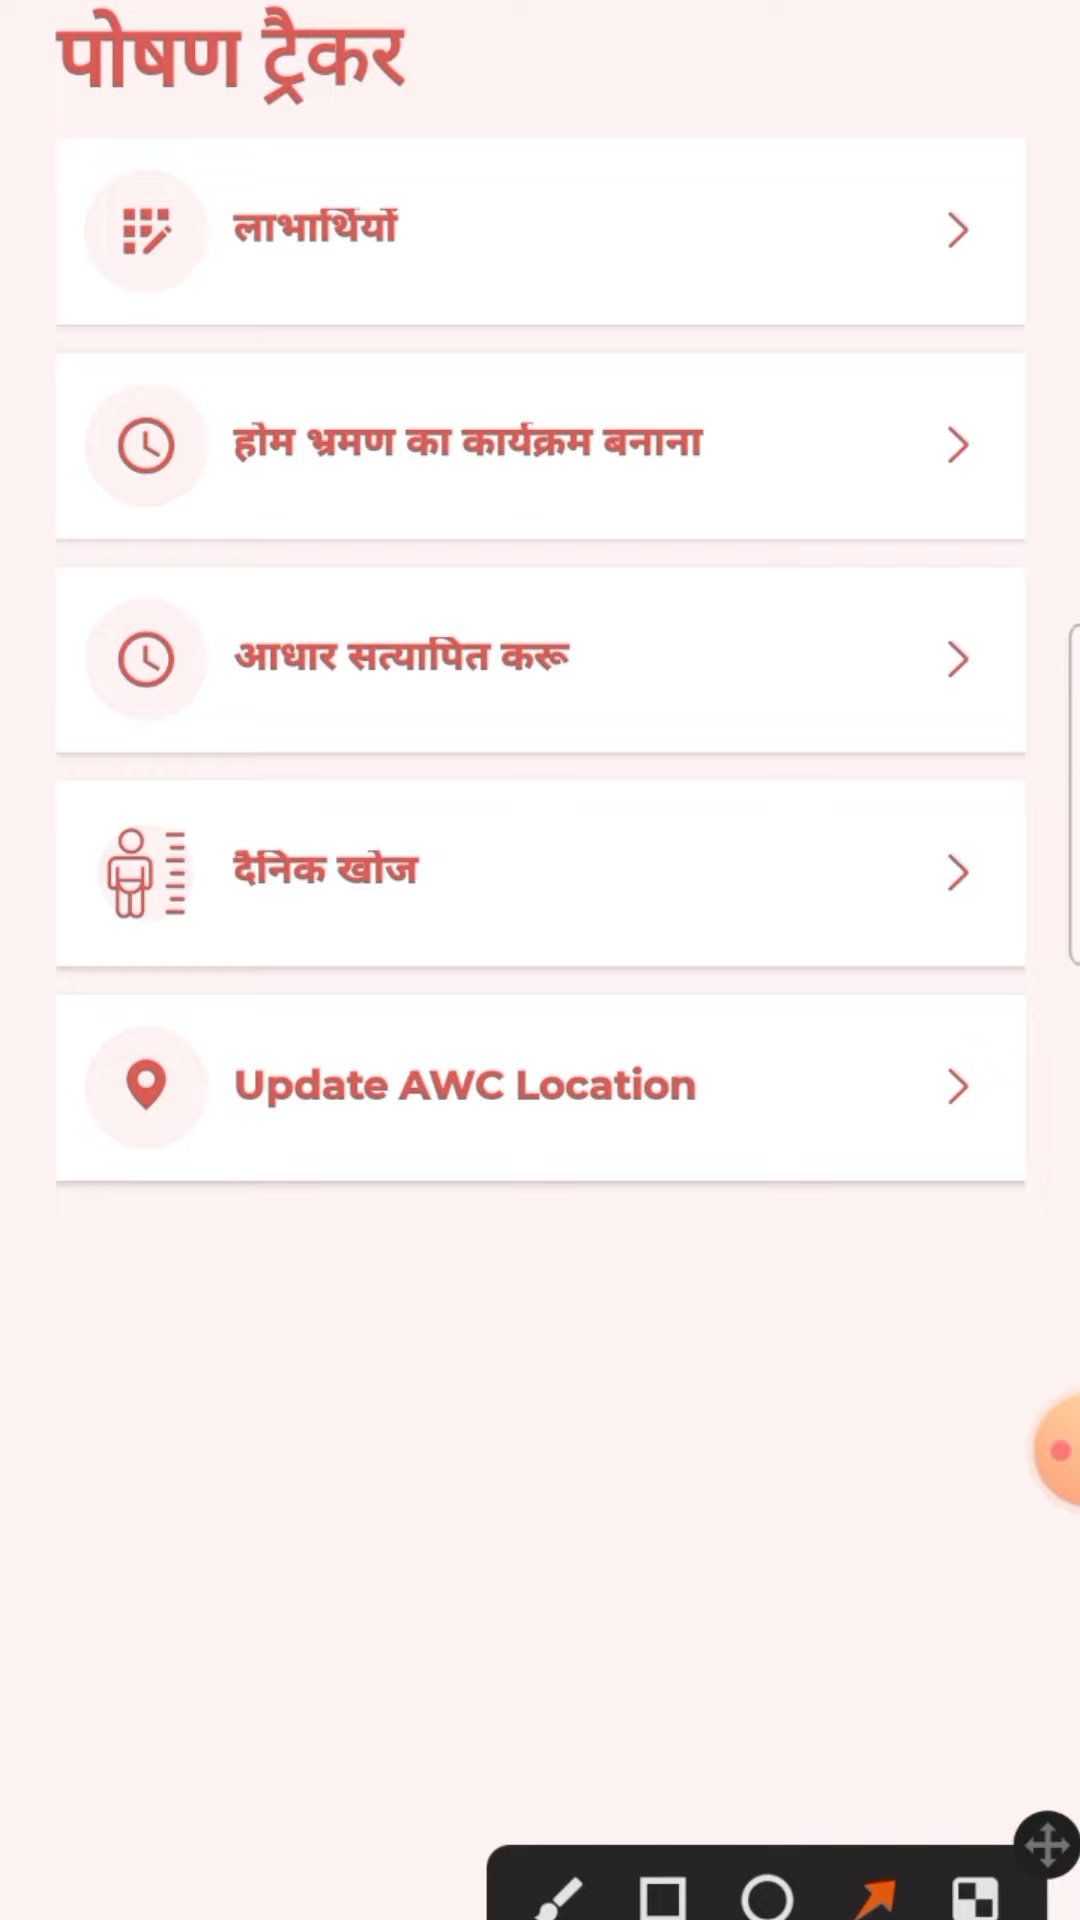 पोषण ट्रैकर
लाभार्थियों
होम भ्रमण का कार्यक्रम बनाना
आधार सत्यापित करू
दैनिक खोज
Update AWC Location